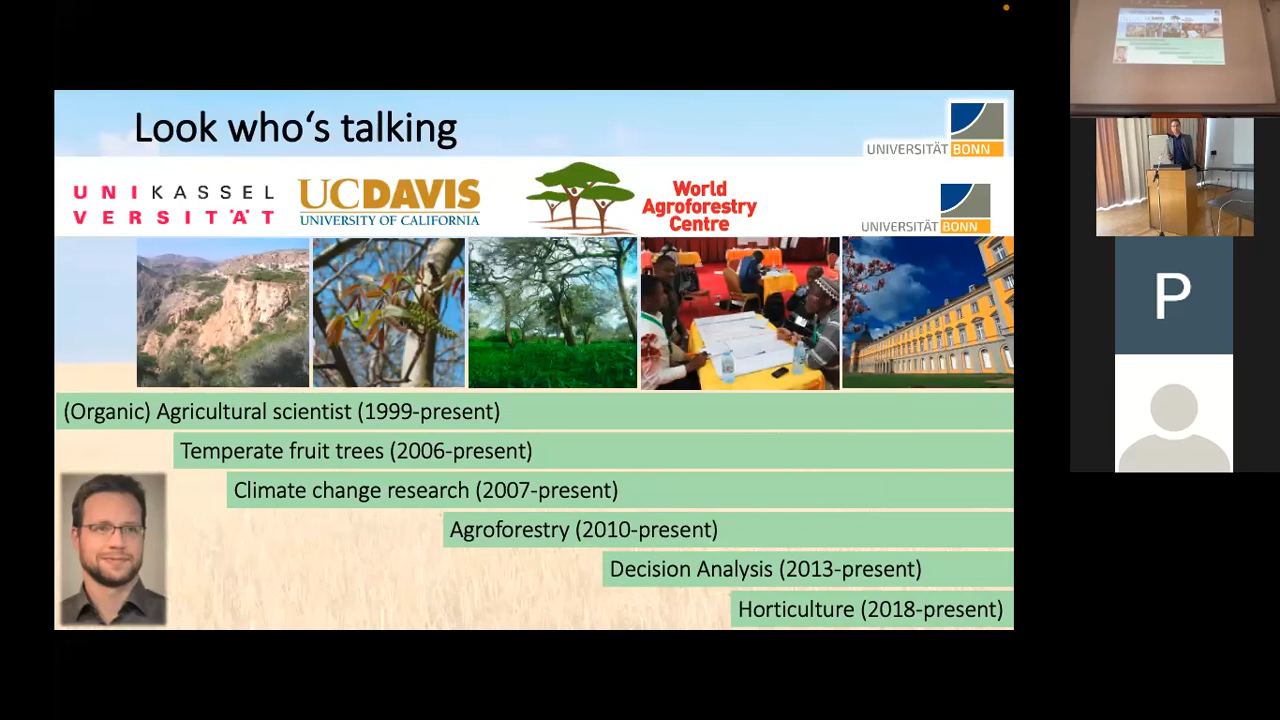 Look who's talking
UNIVERSITÄT BONN
UNIKASSEL
VERSITÄT
UCDAVIS
UNIVERSITY OF CALIFORNIA
World
Agroforestry
Centre
UNIVERSITÄT BONN
(Organic) Agricultural scientist (1999-present)
Temperate fruit trees (2006-present)
Climate change research (2007-present)
Agroforestry (2010-present)
Decision Analysis (2013-present)
Horticulture (2018-present)
P